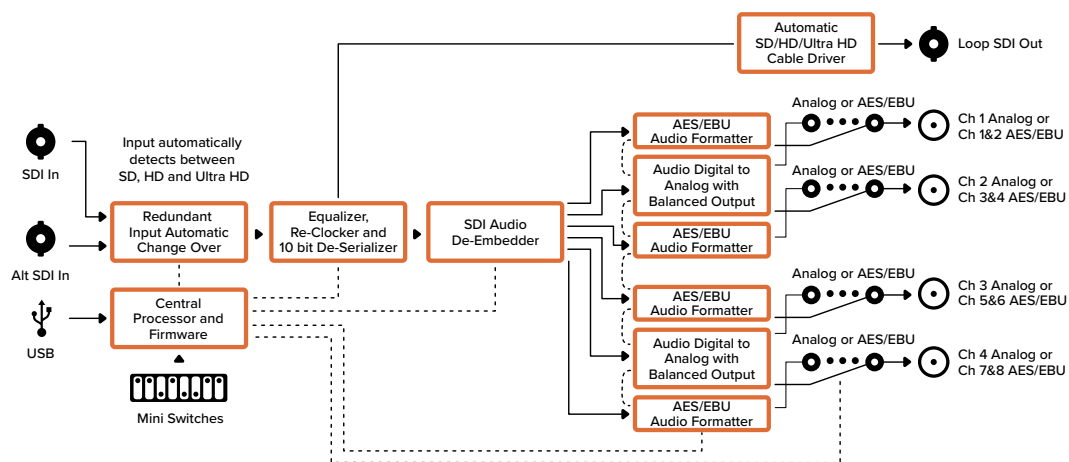 Automatic
SD/HD/Ultra HD
Cable Driver
Loop SDI Out
SDI In
Input automatically
detects between
SD, HD and Ultra HD
Alt SDI In
Redundant
Input Automatic
Change Over
Equalizer,
Re-Clocker and
10 bit De-Serializer
SDI Audio
De-Embedder
USB
Central
Processor and
Firmware
Mini Switches
AES/EBU
Audio Formatter
Audio Digital to
Analog with
Balanced Output
AES/EBU
Audio Formatter
AES/EBU
Audio Formatter
Audio Digital to
Analog with
Balanced Output
AES/EBU
Audio Formatter
Analog or AES/EBU
Ch 1 Analog or
Ch 1&2 AES/EBU
Analog or AES/EBU
Ch 2 Analog or
Ch 3&4 AES/EBU
Analog or AES/EBU
Ch 3 Analog or
Ch 5&6 AES/EBU
Analog or AES/EBU
Ch 4 Analog or
Ch 7&8 AES/EBU